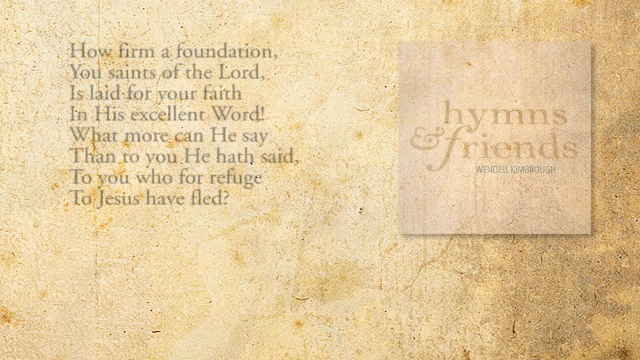 How firm a foundation,
You saints of the Lord,
Is laid for your faith
In His excellent Word!
What more can He say
Than to you He hath said,
To you who for refuge
To Jesus have fled?
hymns
& friends
WENDELL KIMBROUGH